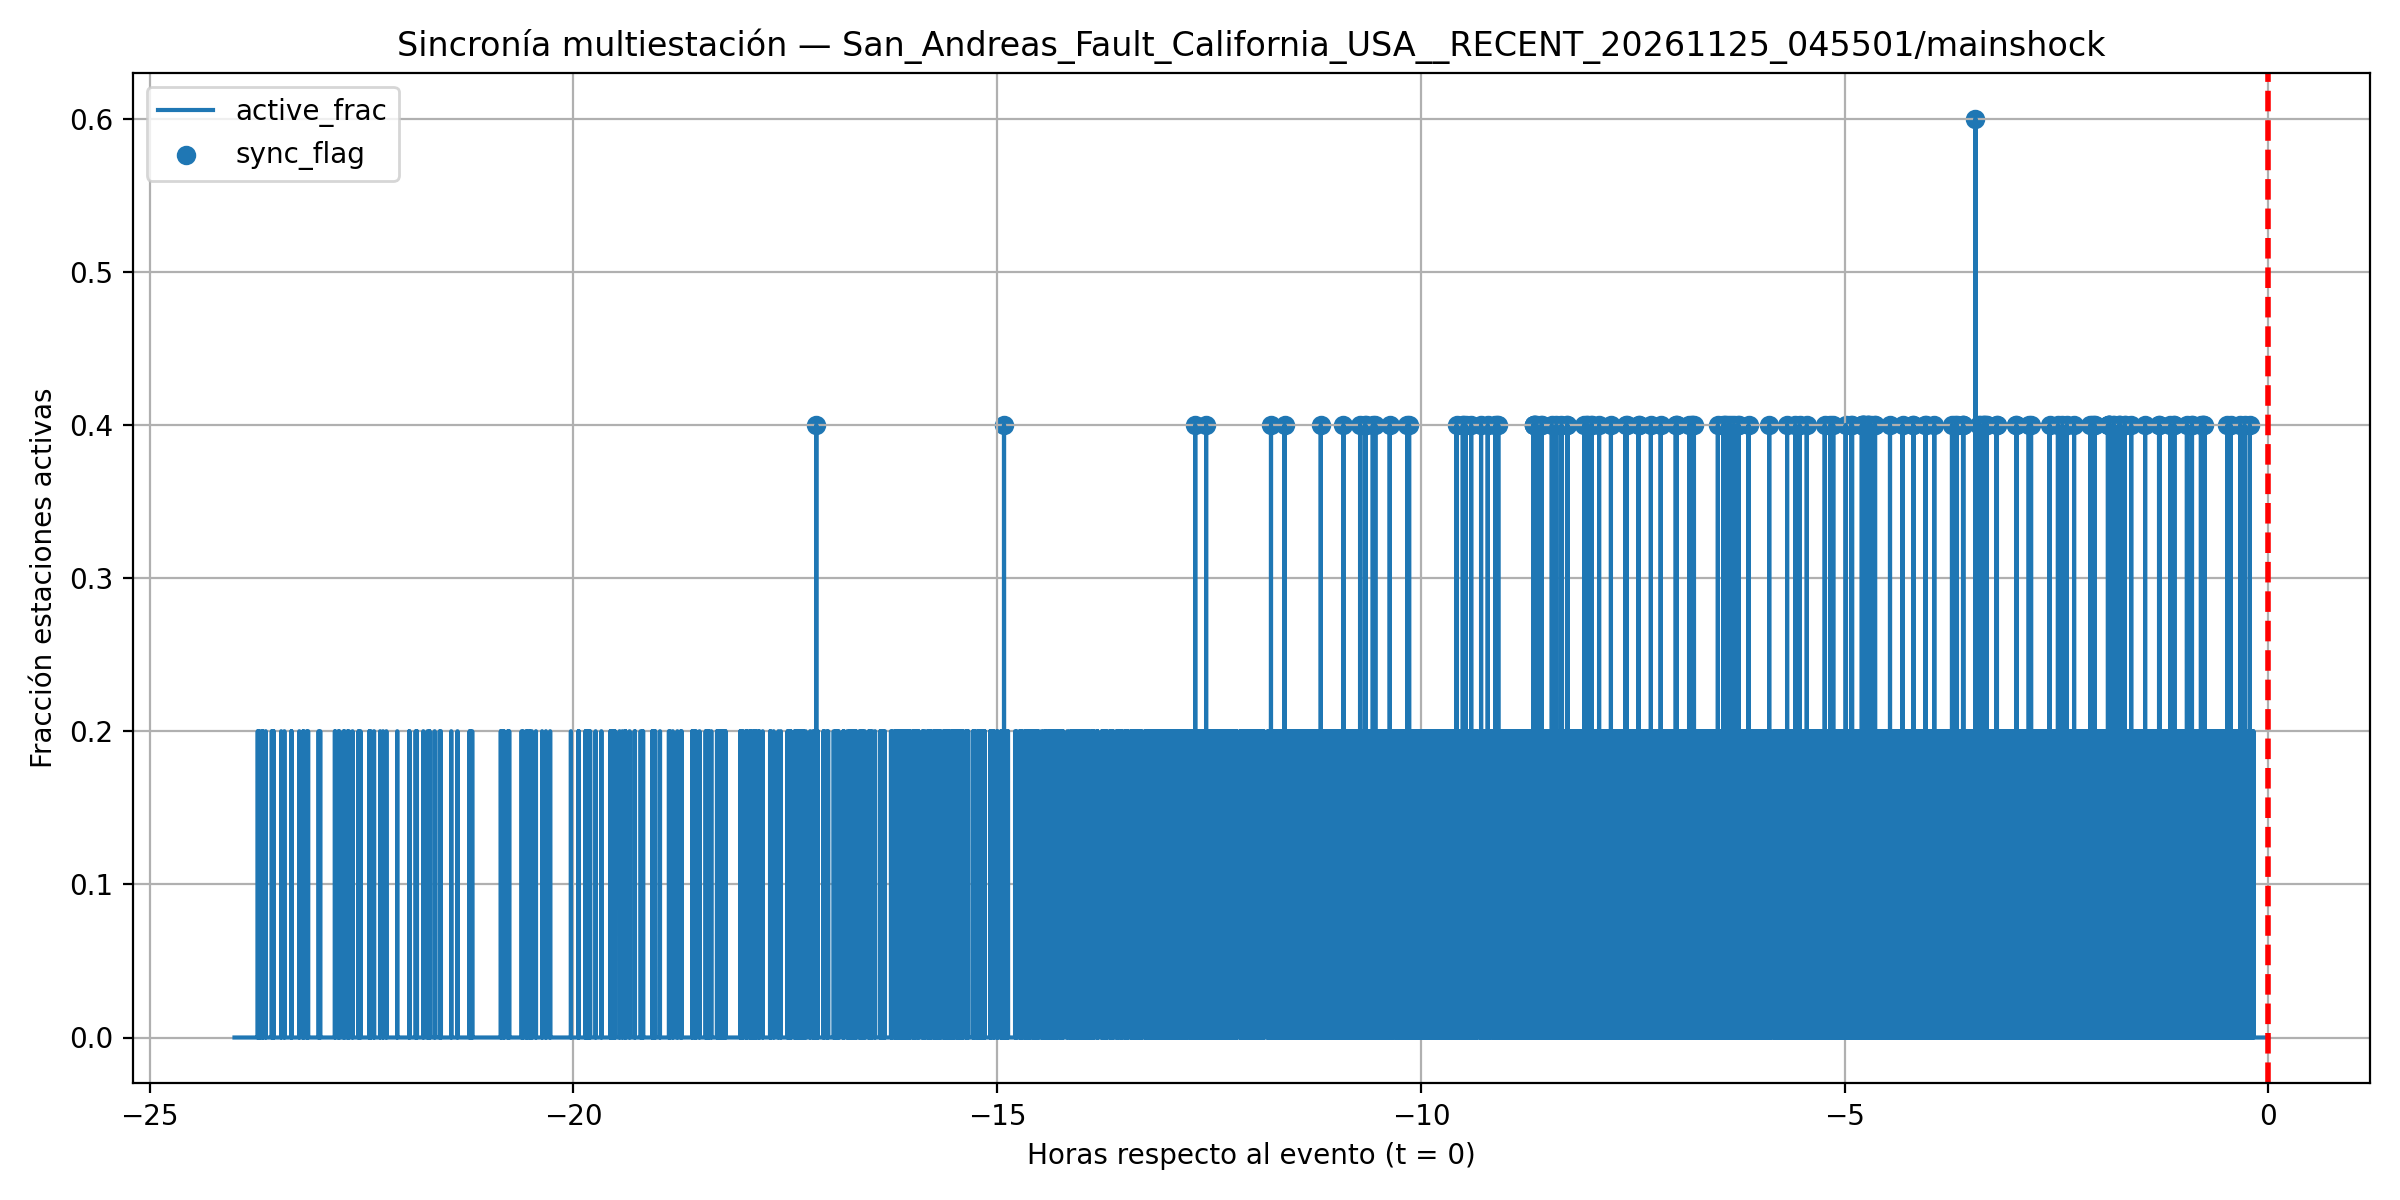 Sincronía multiestación — San_Andreas_Fault_California_USA__RECENT_20261125_045501/mainshock
active_frac
sync_flag
Fracción estaciones activas
0.6
0.5
0.4
0.3
0.2
0.1
0.0
−25 −20 −15 −10 −5 0
Horas respecto al evento (t = 0)